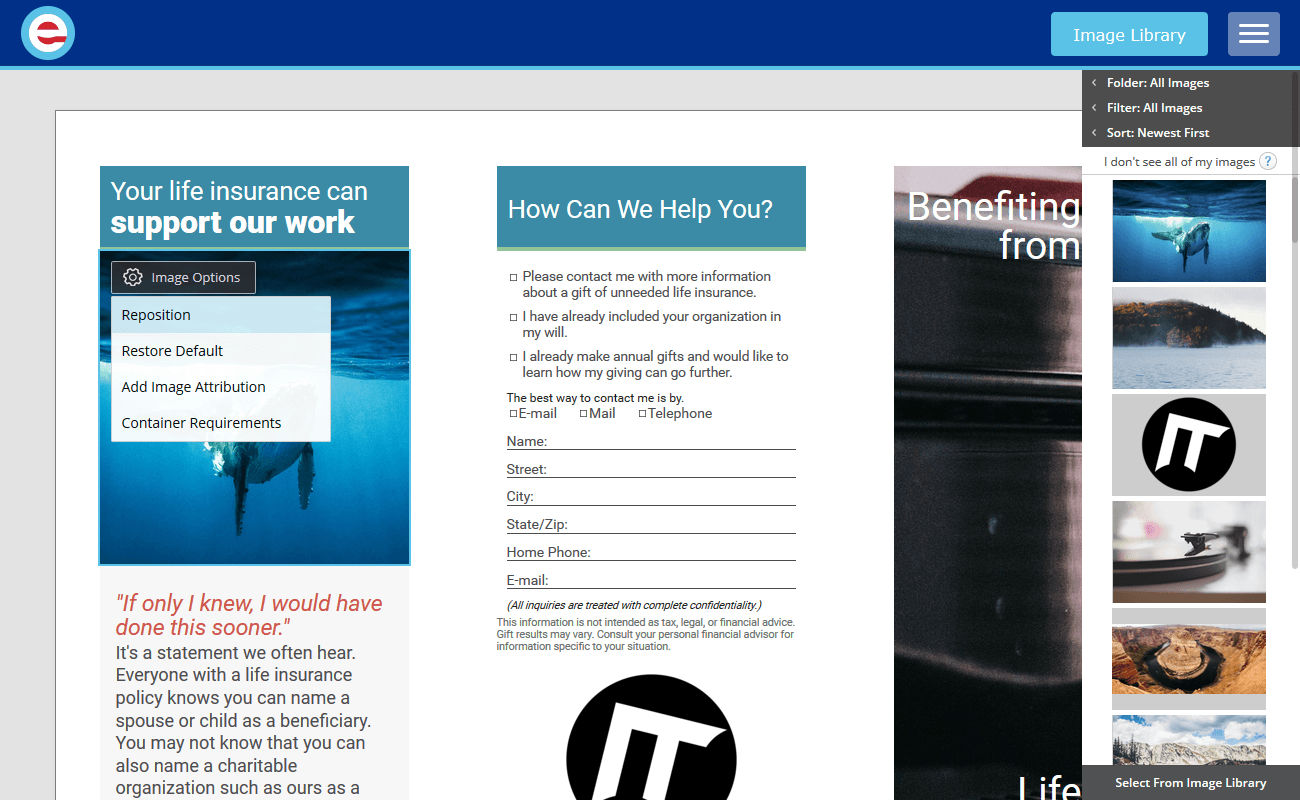 Image Library
Folder: All Images
Filter: All Images
Sort: Newest First
I don't see all of my images ?
Select From Image Library
Your life insurance can
support our work
Image Options
Reposition
Restore Default
Add Image Attribution
Container Requirements
"If only I knew, I would have
done this sooner."
It's a statement we often hear.
Everyone with a life insurance
policy knows you can name a
spouse or child as a beneficiary.
You may not know that you can
also name a charitable
organization such as ours as a
How Can We Help You?
Please contact me with more information
about a gift of unneeded life insurance.
I have already included your organization in
my will.
I already make annual gifts and would like to
learn how my giving can go further.
The best way to contact me is by.
E-mail Mail Telephone
Name:
Street:
City:
State/Zip:
Home Phone:
E-mail:
(All inquiries are treated with complete confidentiality.)
This information is not intended as tax, legal, or financial advice.
Gift results may vary. Consult your personal financial advisor for
information specific to your situation.
IT
Benefiting
from
Life
IT